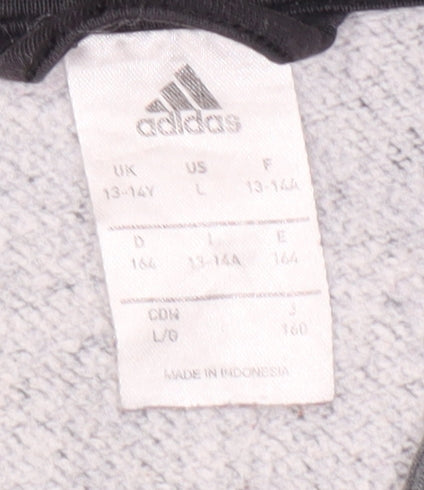 adidas
UK US F
13-14Y L 13-14A
D I E
164 13-14A 164
CDN J
L/G 160
MADE IN INDONESIA